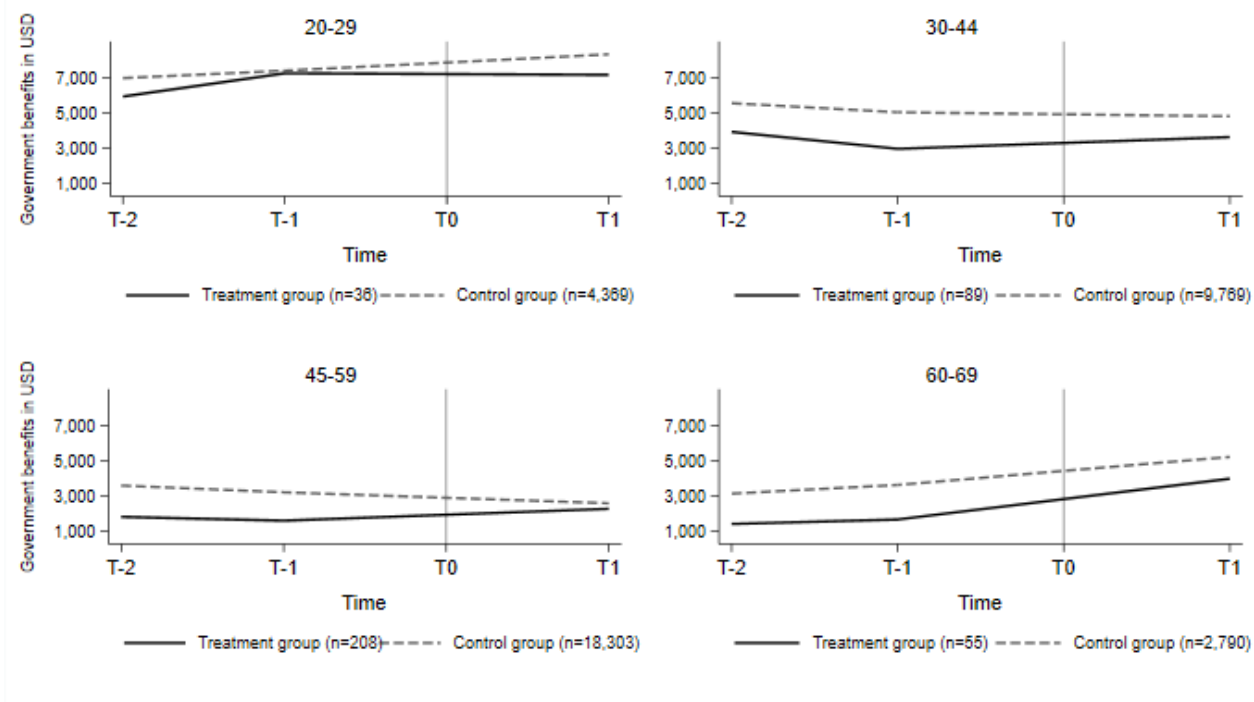 20-29
Government benefits in USD
7,000
5,000
3,000
1,000
T-2 T-1 T0 T1
Time
Treatment group (n=36) Control group (n=4,369)
30-44
7,000
5,000
3,000
1,000
T-2 T-1 T0 T1
Time
Treatment group (n=89) Control group (n=9,769)
45-59
Government benefits in USD
7,000
5,000
3,000
1,000
T-2 T-1 T0 T1
Time
Treatment group (n=208) Control group (n=18,303)
60-69
7,000
5,000
3,000
1,000
T-2 T-1 T0 T1
Time
Treatment group (n=55) Control group (n=2,790)